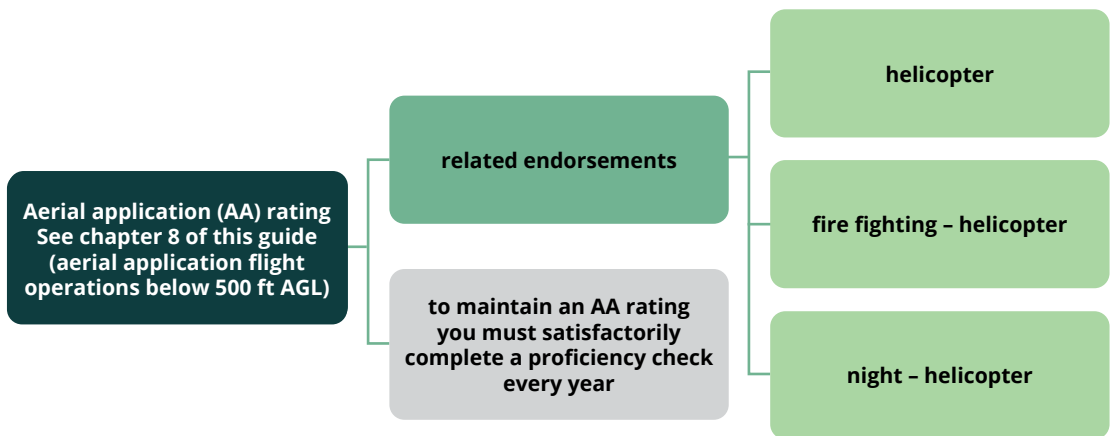 Aerial application (AA) rating
See chapter 8 of this guide
(aerial application flight
operations below 500 ft AGL)
related endorsements
to maintain an AA rating
you must satisfactorily
complete a proficiency check
every year
helicopter
fire fighting – helicopter
night – helicopter